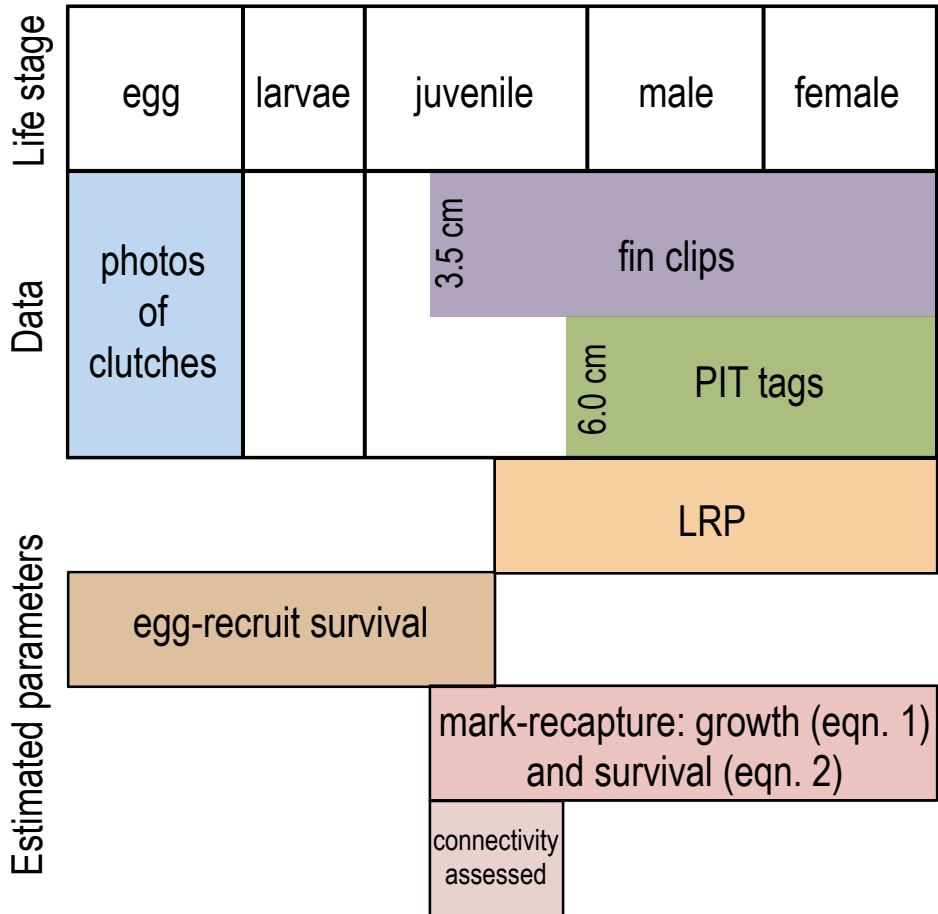 Life stage
egg
larvae
juvenile
male
female
Data
photos
of
clutches
3.5 cm
fin clips
6.0 cm
PIT tags
Estimated parameters
LRP
egg-recruit survival
mark-recapture: growth (eqn. 1)
and survival (eqn. 2)
connectivity
assessed